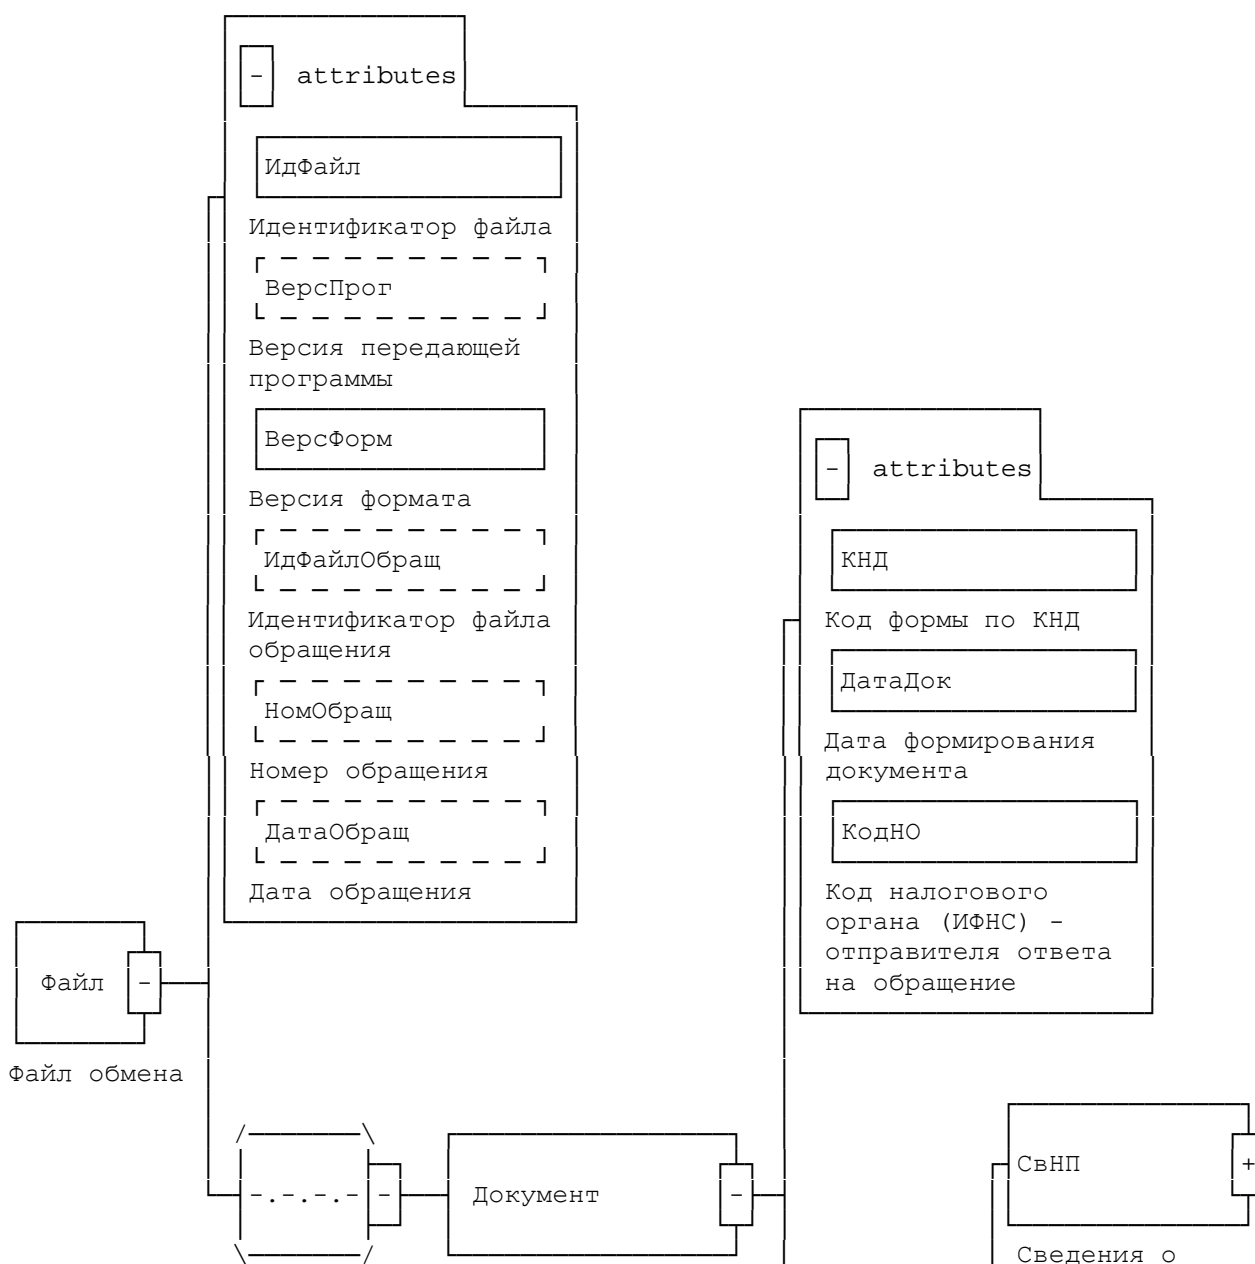 - attributes
ИдФайл
Идентификатор файла
ВерсПрог
Версия передающей
программы
ВерсФорм
Версия формата
ИдФайлОбращ
Идентификатор файла
обращения
НомОбращ
Номер обращения
ДатаОбращ
Дата обращения
- attributes
КНД
Код формы по КНД
ДатаДок
Дата формирования
документа
КодНО
Код налогового
органа (ИФНС) -
отправителя ответа
на обращение
Файл -
Файл обмена
-.-.-.- -
Документ -
СвНП +
Сведения о